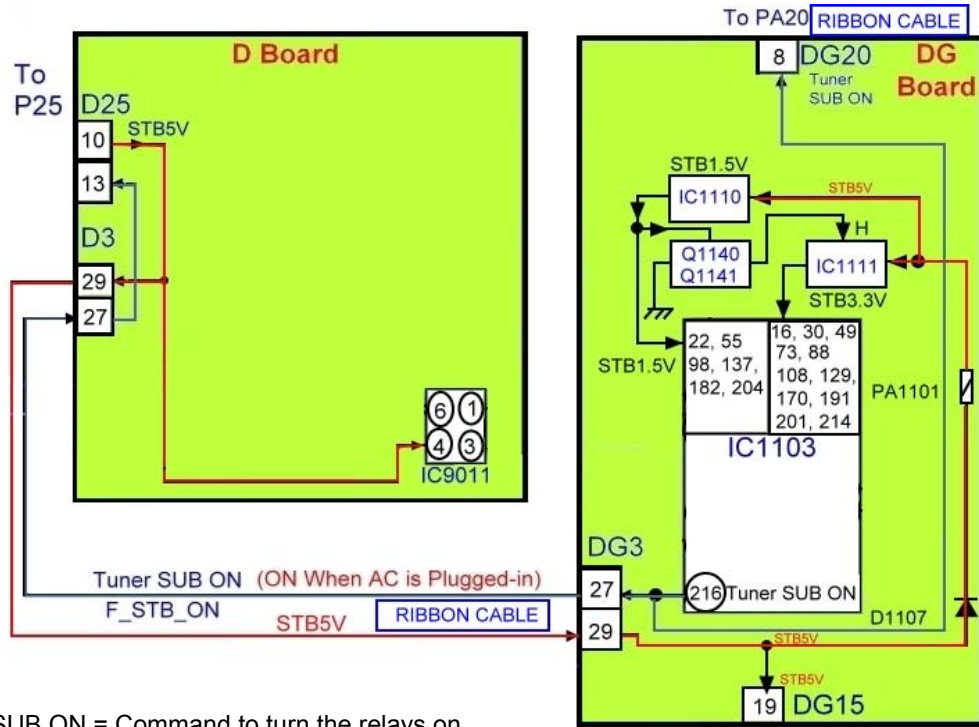 To PA20 RIBBON CABLE
D Board
To
P25
D25
10
STB5V
13
D3
29
27
6 1
4 3
IC9011
8
DG20
Tuner
SUB ON
DG
Board
STB1.5V
IC1110
STB5V
Q1140
Q1141
H
IC1111
STB3.3V
STB1.5V
22, 55
98, 137,
182, 204
16, 30, 49
73, 88
108, 129,
170, 191
201, 214
IC1103
PA1101
DG3
27
29
216 Tuner SUB ON
D1107
STB5V
STB5V
19
DG15
Tuner SUB ON (ON When AC is Plugged-in)
F_STB_ON
RIBBON CABLE
STB5V
SUB ON = Command to turn the relays on